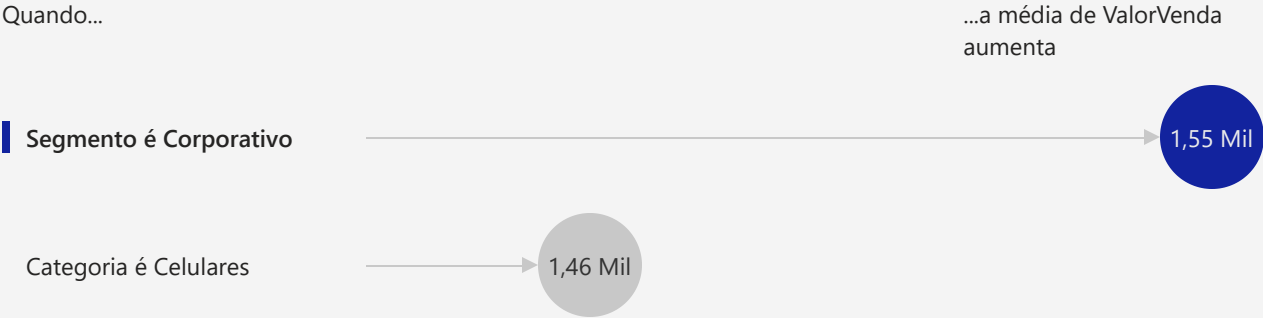 Quando...
...a média de ValorVenda
aumenta
Segmento é Corporativo
1,55 Mil
Categoria é Celulares
1,46 Mil